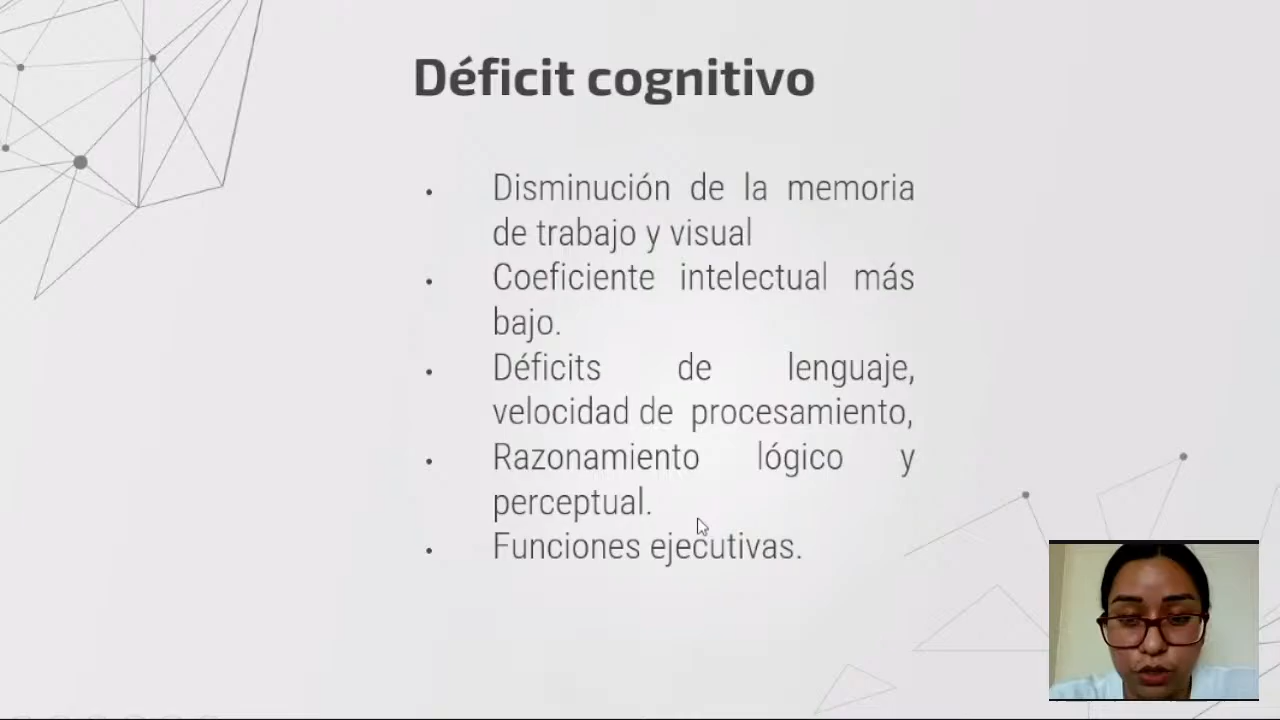 Déficit cognitivo
• Disminución de la memoria
de trabajo y visual
• Coeficiente intelectual más
bajo.
• Déficits de lenguaje,
velocidad de procesamiento,
• Razonamiento lógico y
perceptual.
• Funciones ejecutivas.